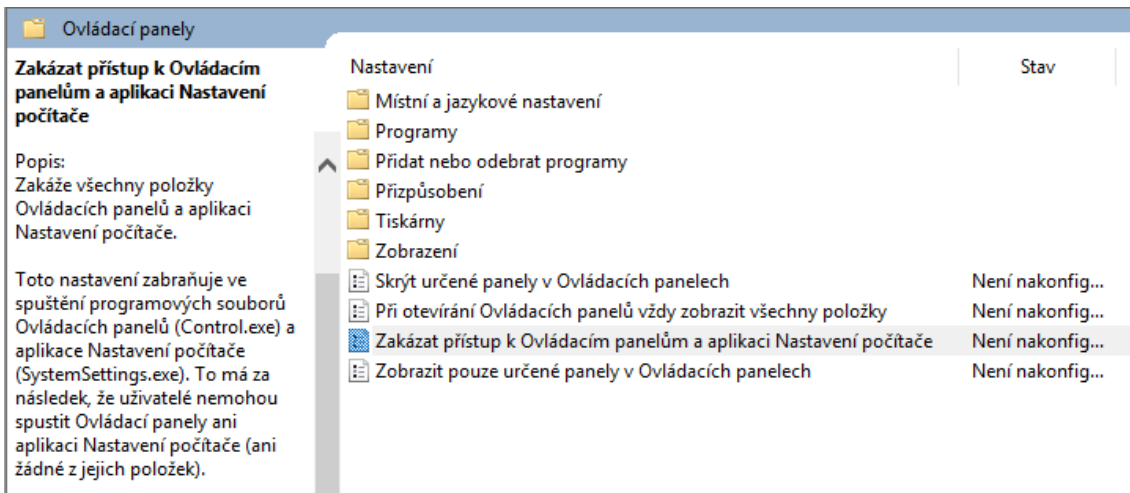 Ovládací panely
Zakázat přístup k Ovládacím
panelům a aplikaci Nastavení
počítače
Popis:
Zakáže všechny položky
Ovládacích panelů a aplikaci
Nastavení počítače.
Toto nastavení zabraňuje ve
spuštění programových souborů
Ovládacích panelů (Control.exe) a
aplikace Nastavení počítače
(SystemSettings.exe). To má za
následek, že uživatelé nemohou
spustit Ovládací panely ani
aplikaci Nastavení počítače (ani
žádné z jejich položek).
Nastavení Stav
Místní a jazykové nastavení
Programy
Přidat nebo odebrat programy
Přizpůsobení
Tiskárny
Zobrazení
Skrýt určené panely v Ovládacích panelech Není nakonfig...
Při otevírání Ovládacích panelů vždy zobrazit všechny položky Není nakonfig...
Zakázat přístup k Ovládacím panelům a aplikaci Nastavení počítače Není nakonfig...
Zobrazit pouze určené panely v Ovládacích panelech Není nakonfig...